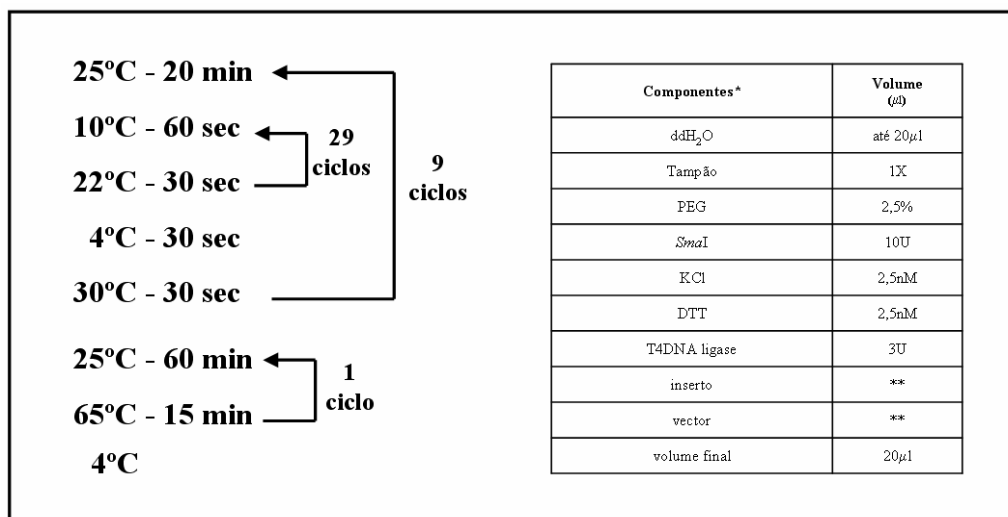 25ºC - 20 min
10ºC - 60 sec
22ºC - 30 sec
4ºC - 30 sec
30ºC - 30 sec
29
ciclos
9
ciclos
25ºC - 60 min
65ºC - 15 min
1
ciclo
4ºC
Componentes* Volume (µl)
ddH₂O até 20µl
Tampão 1X
PEG 2,5%
SmaI 10U
KCl 2,5nM
DTT 2,5nM
T4DNA ligase 3U
inserto **
vector **
volume final 20µl